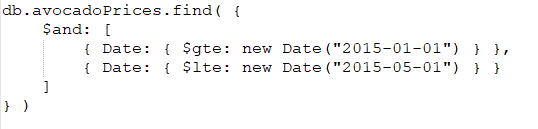 db.avocadoPrices.find( {
    $and: [
        { Date: { $gte: new Date("2015-01-01") } },
        { Date: { $lte: new Date("2015-05-01") } }
    ]
} )